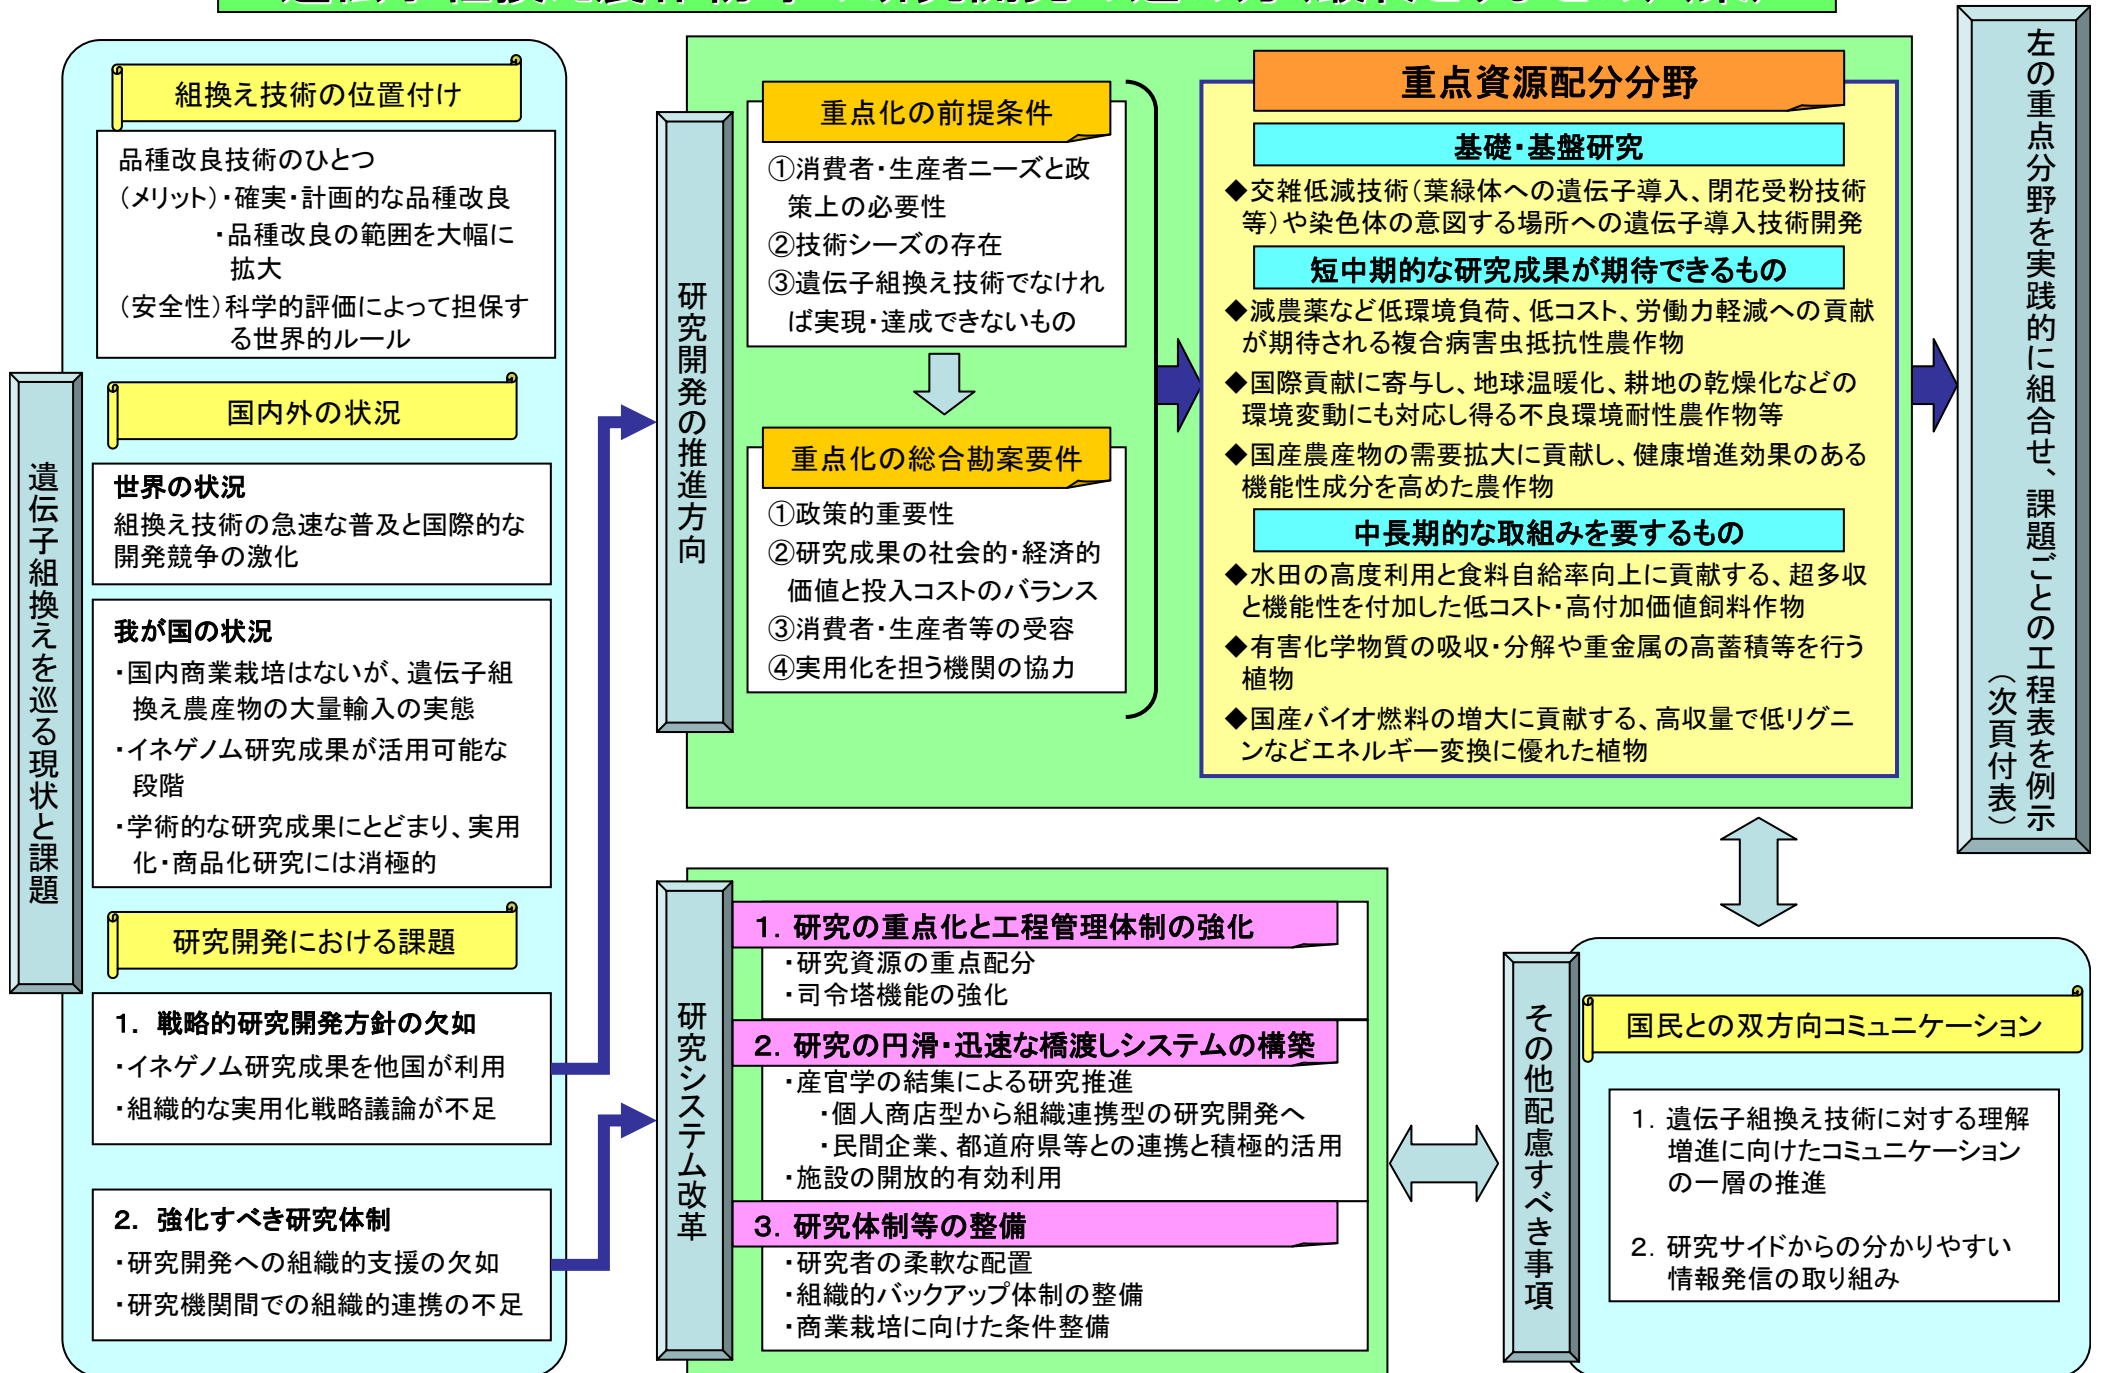 組換え技術の位置付け
品種改良技術のひとつ
（メリット）・確実・計画的な品種改良
・品種改良の範囲を大幅に
拡大
（安全性）科学的評価によって担保す
る世界的ルール
国内外の状況
遺伝子組換えを巡る現状と課題
世界の状況
組換え技術の急速な普及と国際的な
開発競争の激化
我が国の状況
・国内商業栽培はないが、遺伝子組
換え農産物の大量輸入の実態
・イネゲノム研究成果が活用可能な
段階
・学術的な研究成果にとどまり、実用
化・商品化研究には消極的
研究開発における課題
１．戦略的研究開発方針の欠如
・イネゲノム研究成果を他国が利用
・組織的な実用化戦略議論が不足
２．強化すべき研究体制
・研究開発への組織的支援の欠如
・研究機関間での組織的連携の不足
研究開発の推進方向
重点化の前提条件
①消費者・生産者ニーズと政
策上の必要性
②技術シーズの存在
③遺伝子組換え技術でなけれ
ば実現・達成できないもの
重点化の総合勘案要件
①政策的重要性
②研究成果の社会的・経済的
価値と投入コストのバランス
③消費者・生産者等の受容
④実用化を担う機関の協力
重点資源配分分野
基礎・基盤研究
◆交雑低減技術（葉緑体への遺伝子導入、閉花受粉技術
等）や染色体の意図する場所への遺伝子導入技術開発
短中期的な研究成果が期待できるもの
◆減農薬など低環境負荷、低コスト、労働力軽減への貢献
が期待される複合病害虫抵抗性農作物
◆国際貢献に寄与し、地球温暖化、耕地の乾燥化などの
環境変動にも対応し得る不良環境耐性農作物等
◆国産農産物の需要拡大に貢献し、健康増進効果のある
機能性成分を高めた農作物
中長期的な取組みを要するもの
◆水田の高度利用と食料自給率向上に貢献する、超多収
と機能性を付加した低コスト・高付加価値飼料作物
◆有害化学物質の吸収・分解や重金属の高蓄積等を行う
植物
◆国産バイオ燃料の増大に貢献する、高収量で低リグニ
ンなどエネルギー変換に優れた植物
左の重点分野を実践的に組合せ、課題ごとの工程表を例示
（次頁付表）
研究システム改革
１．研究の重点化と工程管理体制の強化
・研究資源の重点配分
・司令塔機能の強化
２．研究の円滑・迅速な橋渡しシステムの構築
・産官学の結集による研究推進
・個人商店型から組織連携型の研究開発へ
・民間企業、都道府県等との連携と積極的活用
・施設の開放的有効利用
３．研究体制等の整備
・研究者の柔軟な配置
・組織的バックアップ体制の整備
・商業栽培に向けた条件整備
その他配慮すべき事項
国民との双方向コミュニケーション
１．遺伝子組換え技術に対する理解
増進に向けたコミュニケーション
の一層の推進
２．研究サイドからの分かりやすい
情報発信の取り組み